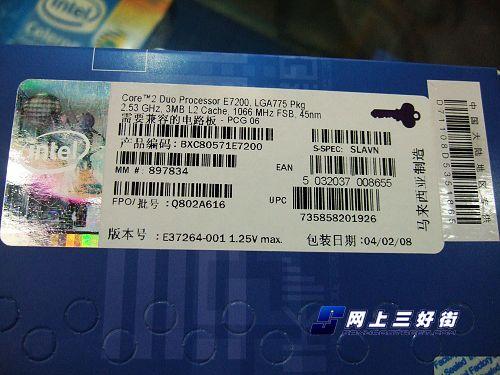 Core™2 Duo Processor E7200, LGA775 Pkg
2.53 GHz, 3MB L2 Cache, 1066 MHz FSB, 45nm
需要兼容的电路板 - PCG 06
产品编码: BXC80571E7200
S-SPEC: SLAVN
MM #: 897834
EAN
5 032037 008655
FPO/批号: Q802A616
UPC
735858201926
版本号: E37264-001 1.25V max.
包装日期: 04/02/08
马来西亚制造
intel
intel
网上三好街